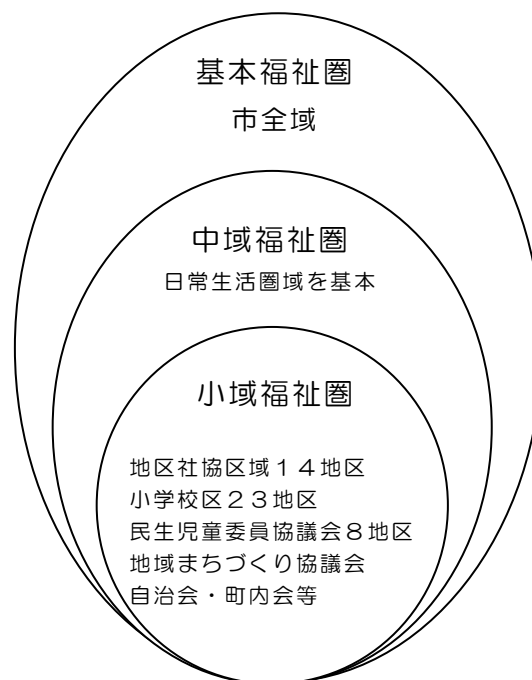 基本福祉圏
市全域
中域福祉圏
日常生活圏域を基本
小域福祉圏
地区社協区域１４地区
小学校区２３地区
民生児童委員協議会８地区
地域まちづくり協議会
自治会・町内会等